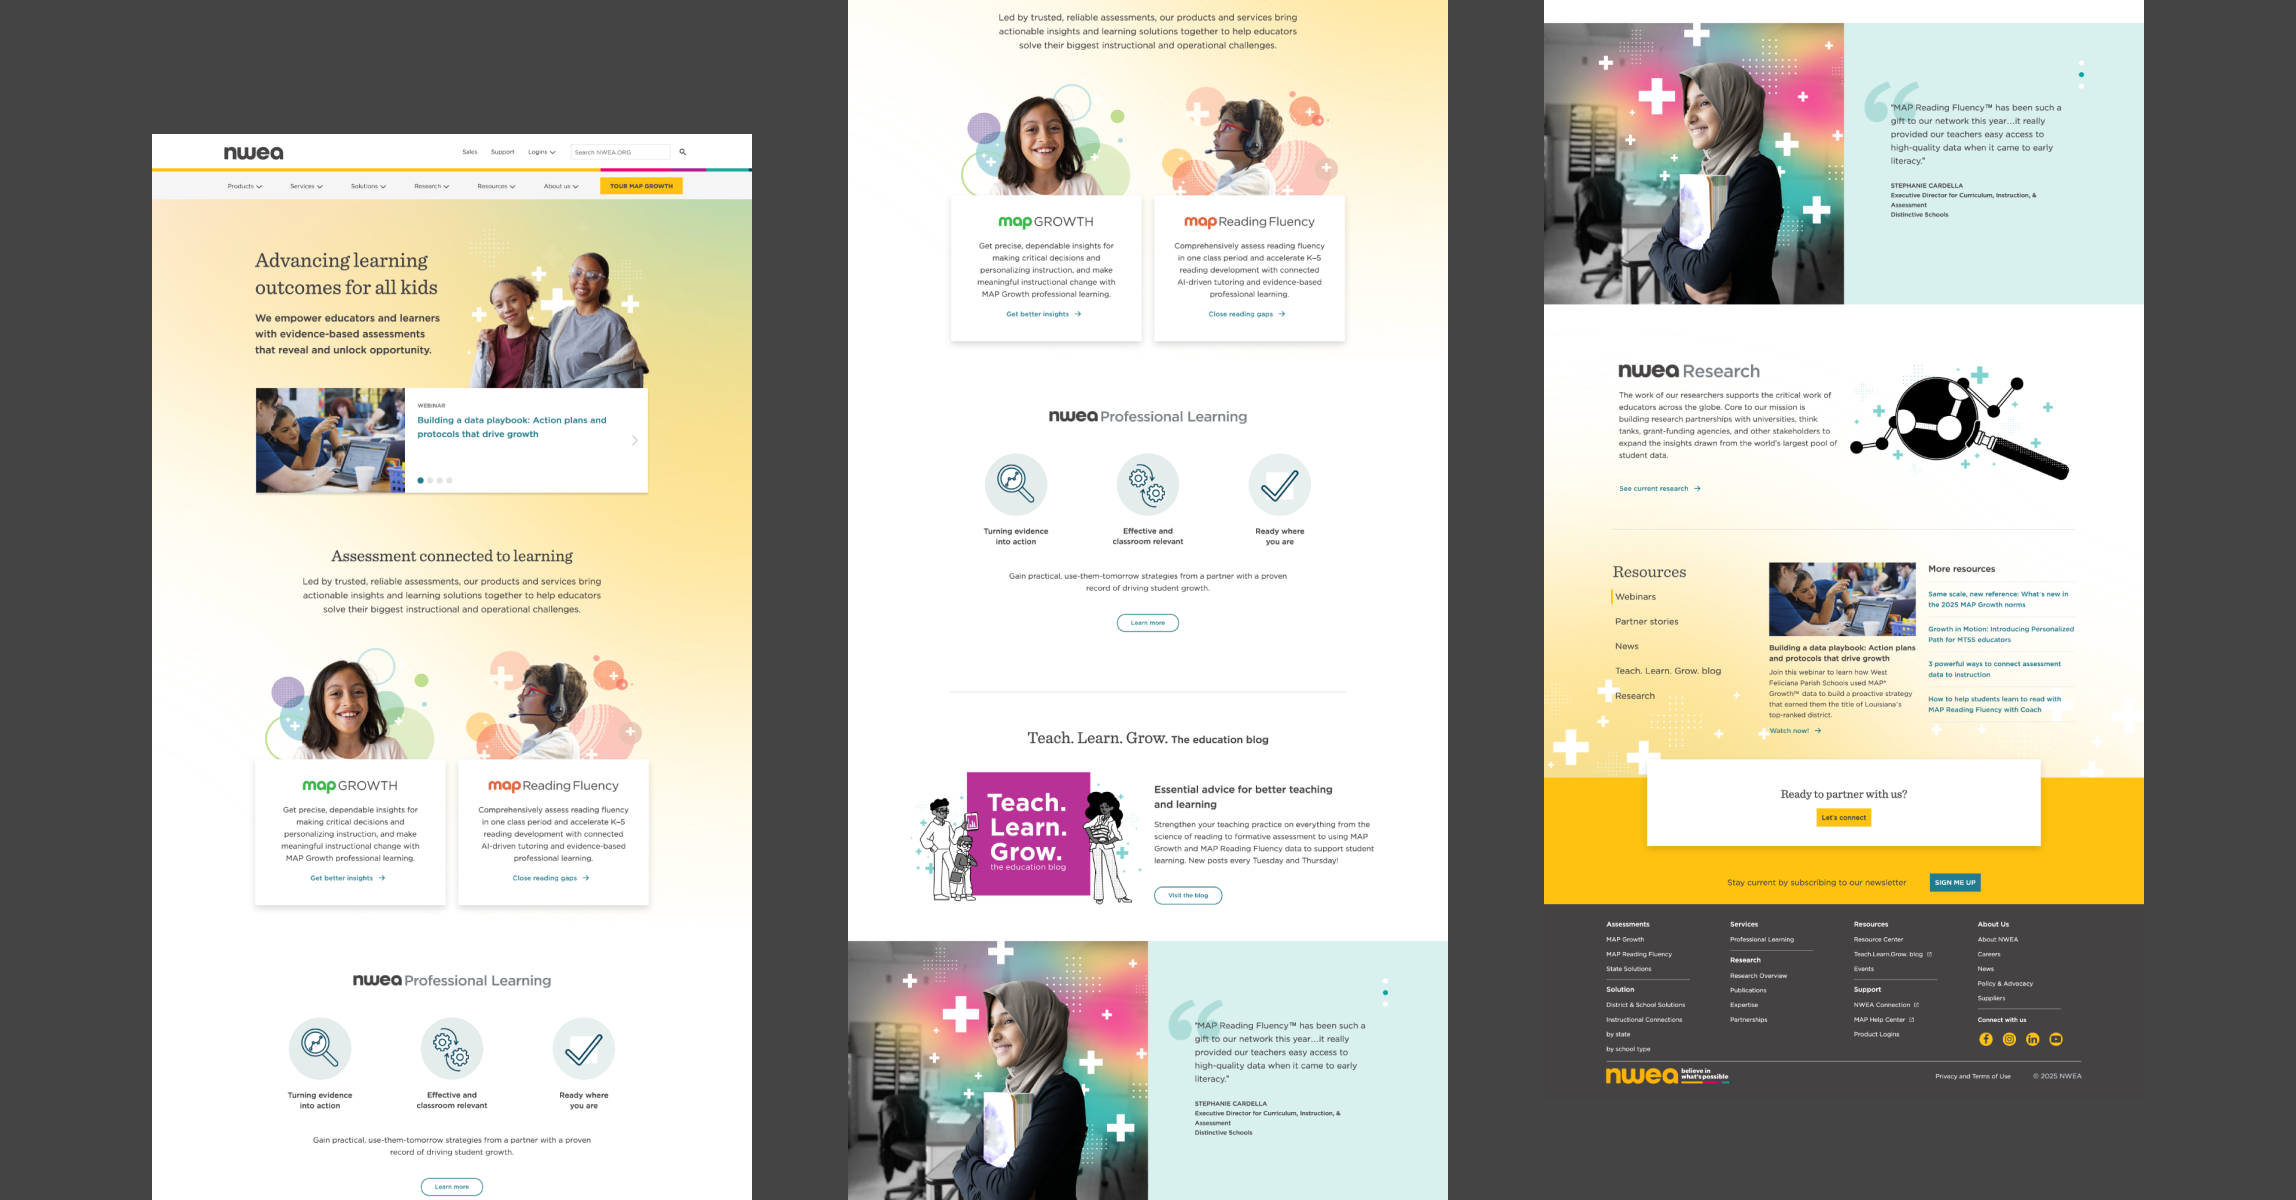 nwea
Sales Support Logins Search NWEA.ORG
Products Services Solutions Research Resources About us TOUR MAP GROWTH
Advancing learning
outcomes for all kids
We empower educators and learners
with evidence-based assessments
that reveal and unlock opportunity.
WEBINAR
Building a data playbook: Action plans and
protocols that drive growth
Assessment connected to learning
Led by trusted, reliable assessments, our products and services bring
actionable insights and learning solutions together to help educators
solve their biggest instructional and operational challenges.
map GROWTH
Get precise, dependable insights for
making critical decisions and
personalizing instruction, and make
meaningful instructional change with
MAP Growth professional learning.
Get better insights →
map Reading Fluency
Comprehensively assess reading fluency
in one class period and accelerate K–5
reading development with connected
AI-driven tutoring and evidence-based
professional learning.
Close reading gaps →
nwea Professional Learning
Turning evidence
into action
Effective and
classroom relevant
Ready where
you are
Gain practical, use-them-tomorrow strategies from a partner with a proven
record of driving student growth.
Learn more
Led by trusted, reliable assessments, our products and services bring
actionable insights and learning solutions together to help educators
solve their biggest instructional and operational challenges.
map GROWTH
Get precise, dependable insights for
making critical decisions and
personalizing instruction, and make
meaningful instructional change with
MAP Growth professional learning.
Get better insights →
map Reading Fluency
Comprehensively assess reading fluency
in one class period and accelerate K–5
reading development with connected
AI-driven tutoring and evidence-based
professional learning.
Close reading gaps →
nwea Professional Learning
Turning evidence
into action
Effective and
classroom relevant
Ready where
you are
Gain practical, use-them-tomorrow strategies from a partner with a proven
record of driving student growth.
Learn more
Teach. Learn. Grow. The education blog
Teach.
Learn.
Grow.
the education blog
Essential advice for better teaching
and learning
Strengthen your teaching practice on everything from the
science of reading to formative assessment to using MAP
Growth and MAP Reading Fluency data to support student
learning. New posts every Tuesday and Thursday!
Visit the blog
"MAP Reading Fluency™ has been such a
gift to our network this year…it really
provided our teachers easy access to
high-quality data when it came to early
literacy."
STEPHANIE CARDELLA
Executive Director for Curriculum, Instruction, &
Assessment
Distinctive Schools
"MAP Reading Fluency™ has been such a
gift to our network this year…it really
provided our teachers easy access to
high-quality data when it came to early
literacy."
STEPHANIE CARDELLA
Executive Director for Curriculum, Instruction, &
Assessment
Distinctive Schools
nwea Research
The work of our researchers supports the critical work of
educators across the globe. Core to our mission is
building research partnerships with universities, think
tanks, grant-funding agencies, and other stakeholders to
expand the insights drawn from the world's largest pool of
student data.
See current research →
Resources
Webinars
Partner stories
News
Teach. Learn. Grow. blog
Research
Building a data playbook: Action plans
and protocols that drive growth
Join this webinar to learn how West
Feliciana Parish Schools used MAP®
Growth™ data to build a proactive strategy
that earned them the title of Louisiana's
top-ranked district.
Watch now! →
More resources
Same scale, new reference: What's new in
the 2025 MAP Growth norms
Growth in Motion: Introducing Personalized
Path for MTSS educators
3 powerful ways to connect assessment
data to instruction
How to help students learn to read with
MAP Reading Fluency with Coach
Ready to partner with us?
Let's connect
Stay current by subscribing to our newsletter SIGN ME UP
Assessments
MAP Growth
MAP Reading Fluency
State Solutions
Solution
District & School Solutions
Instructional Connections
by state
by school type
Services
Professional Learning
Research
Research Overview
Publications
Expertise
Partnerships
Resources
Resource Center
Teach.Learn.Grow. blog
Events
Support
NWEA Connection
MAP Help Center
Product Logins
About Us
About NWEA
Careers
News
Policy & Advocacy
Suppliers
Connect with us
nwea believe in
what's possible
Privacy and Terms of Use © 2025 NWEA